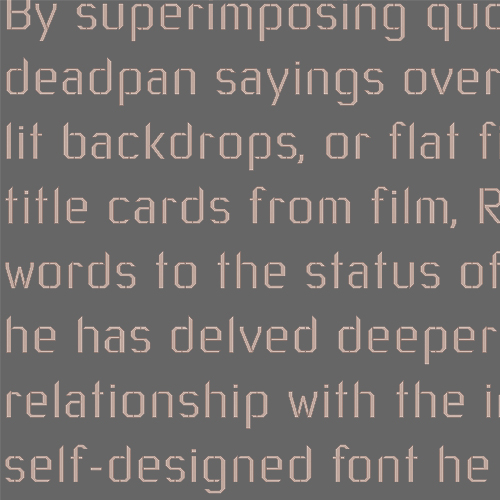 By superimposing quo
deadpan sayings over
lit backdrops, or flat f
title cards from film, R
words to the status of
he has delved deeper
relationship with the i
self-designed font he